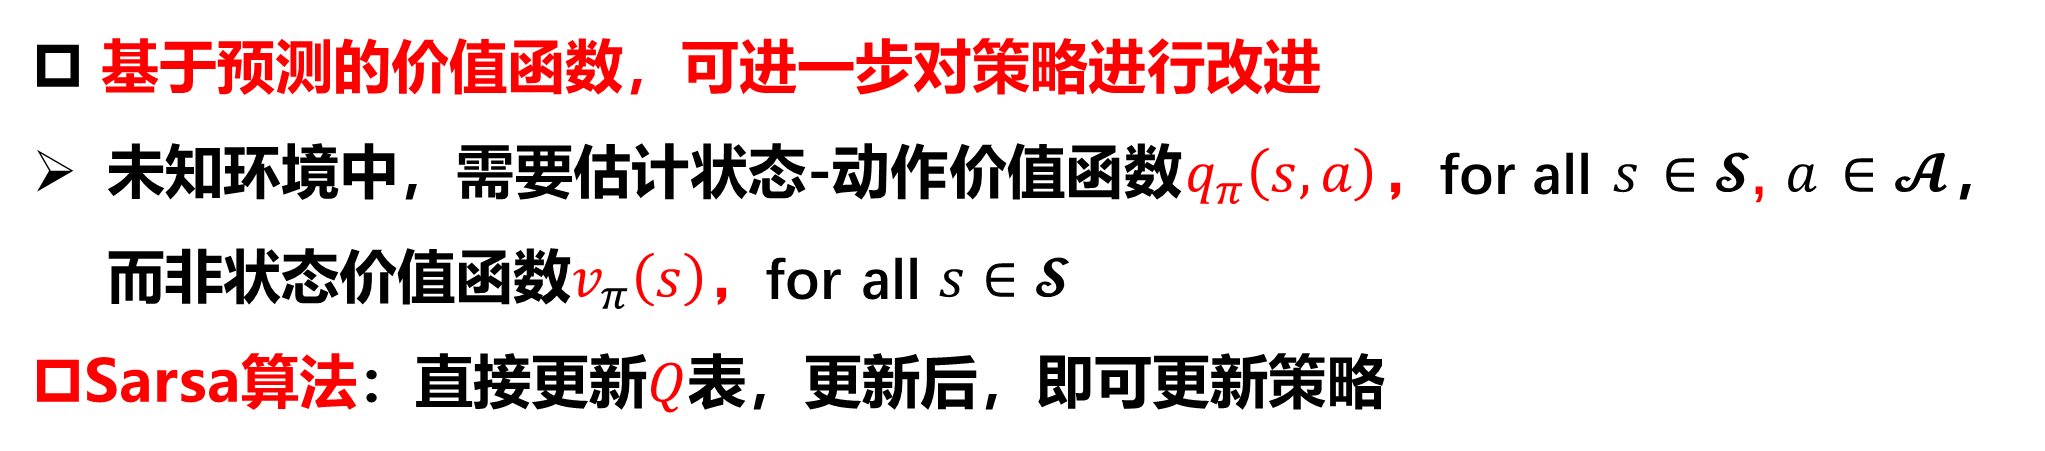 基于预测的价值函数，可进一步对策略进行改进
未知环境中，需要估计状态-动作价值函数qπ(s,a)，for all s ∈ 𝓢, a ∈ 𝓐，
而非状态价值函数vπ(s)，for all s ∈ 𝓢
Sarsa算法：直接更新Q表，更新后，即可更新策略